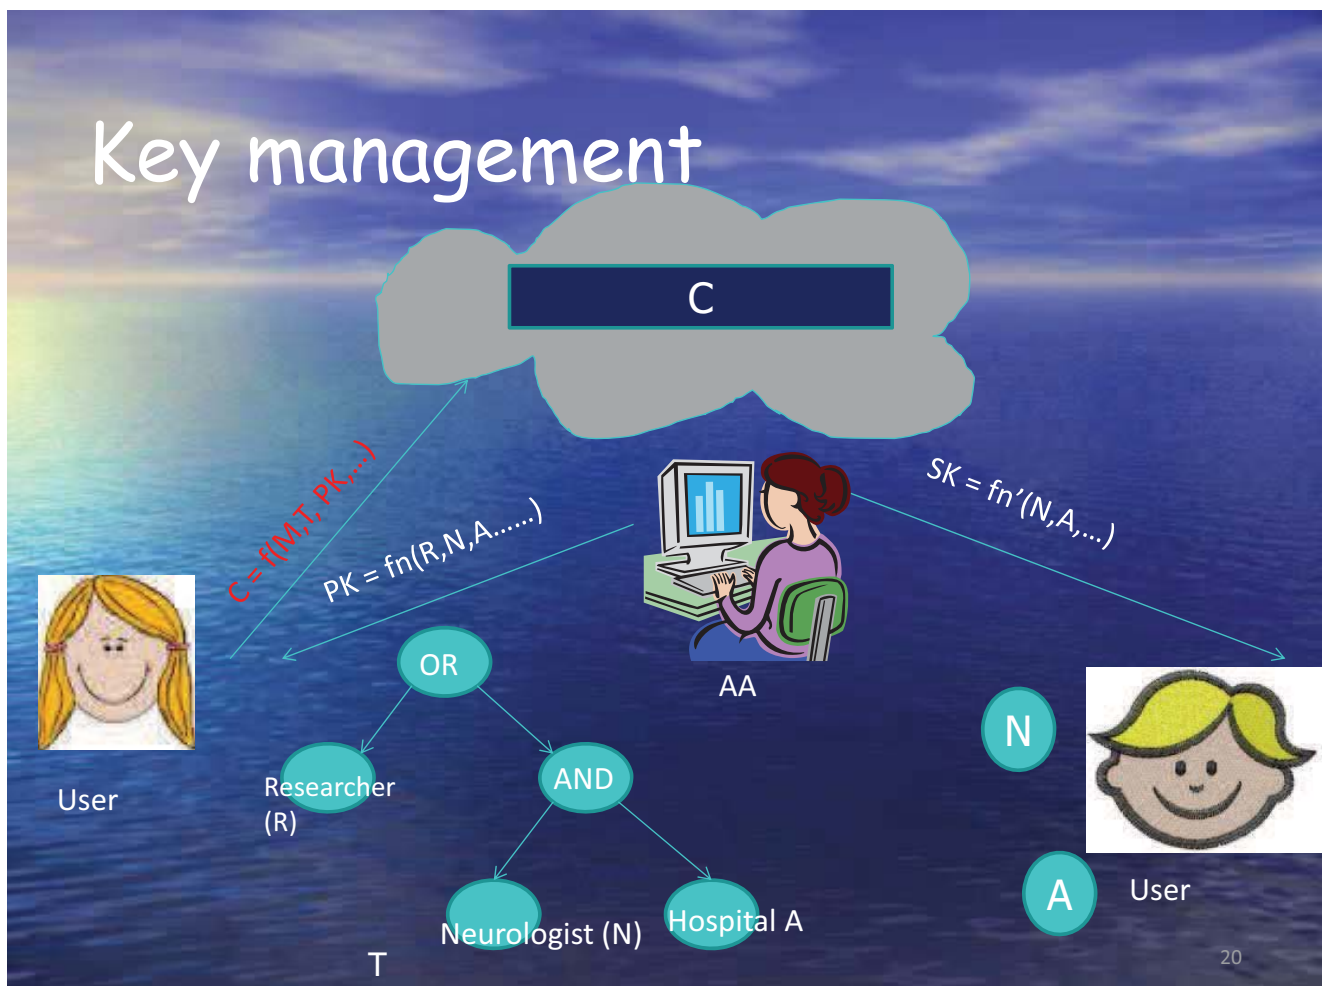 Key management
C
C = f(M,T, PK,...)
PK = fn(R,N,A......)
SK = fn’(N,A,...)
OR
AA
N
Researcher
(R)
AND
User
A
User
Neurologist (N)
Hospital A
T
20